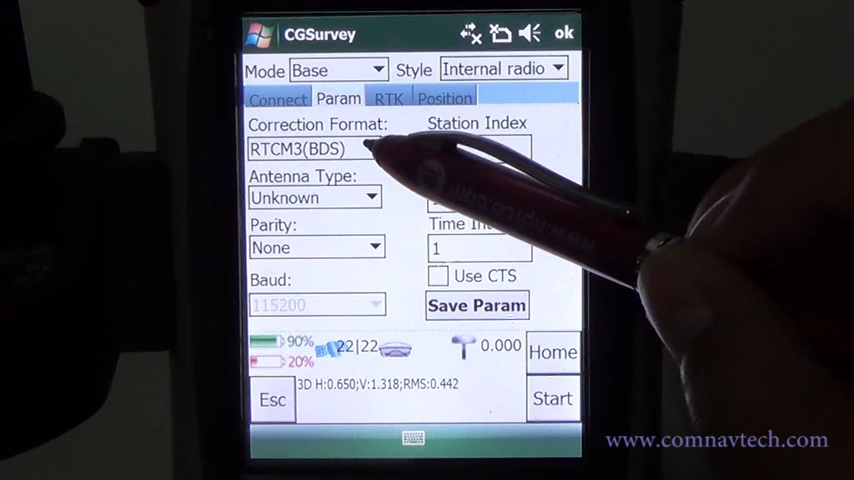 CGSurvey ok
Mode Base Style Internal radio
Connect Param RTK Position
Correction Format: Station Index
RTCM3(BDS)
Antenna Type:
Unknown
Parity: Time
None 1
Use CTS
Baud:
115200 Save Param
90% 22|22 0.000 Home
20%
3D H:0.650;V:1.318;RMS:0.442
Esc Start
www.comnavtech.com